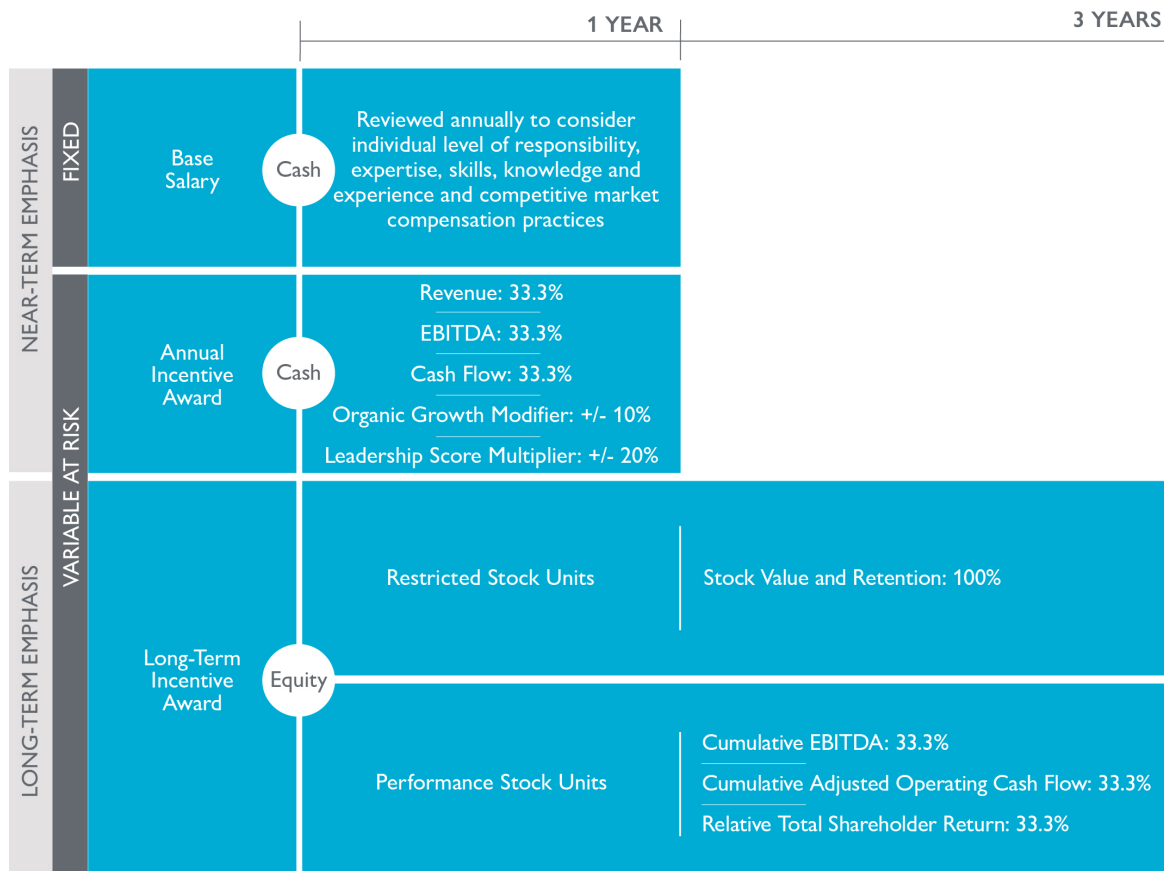 1 YEAR
3 YEARS
NEAR-TERM EMPHASIS
FIXED
Base
Salary
Cash
Reviewed annually to consider
individual level of responsibility,
expertise, skills, knowledge and
experience and competitive market
compensation practices
VARIABLE AT RISK
Annual
Incentive
Award
Cash
Revenue: 33.3%
EBITDA: 33.3%
Cash Flow: 33.3%
Organic Growth Modifier: +/- 10%
Leadership Score Multiplier: +/- 20%
LONG-TERM EMPHASIS
Long-Term
Incentive
Award
Equity
Restricted Stock Units
Stock Value and Retention: 100%
Performance Stock Units
Cumulative EBITDA: 33.3%
Cumulative Adjusted Operating Cash Flow: 33.3%
Relative Total Shareholder Return: 33.3%